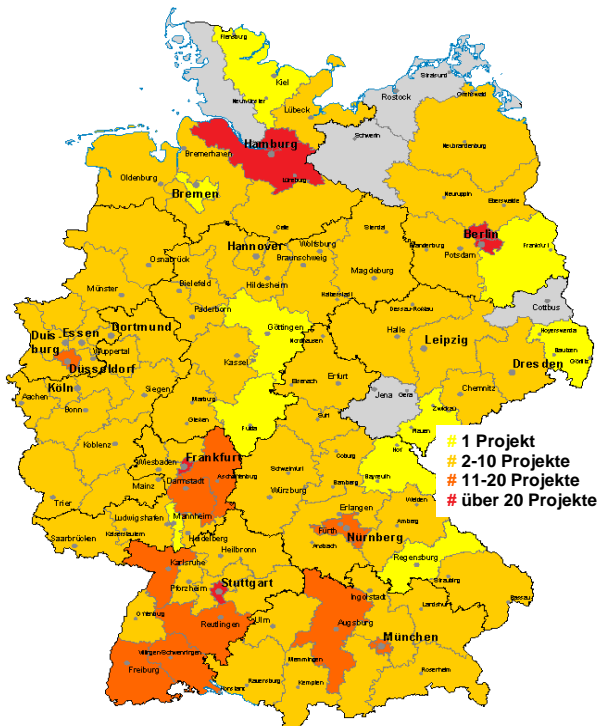 Flensburg
Kiel
Stralsund
Rostock
Greifswald
Neumünster
Lübeck
Schwerin
Hamburg
Bremerhaven
Neubrandenburg
Lüneburg
Oldenburg
Bremen
Neuruppin
Eberswalde
Celle
Stendal
Berlin
Hannover
Wolfsburg
Brandenburg
Frankfurt
Osnabrück
Braunschweig
Potsdam
Bielefeld
Hildesheim
Magdeburg
Münster
Halberstadt
Cottbus
Paderborn
Dessau-Rosslau
Göttingen
Hoyerswerda
Dortmund
Nordhausen
Halle
Leipzig
Essen
Duis
burg
Wuppertal
Bautzen
Görlitz
Kassel
Düsseldorf
Dresden
Eisenach
Erfurt
Köln
Siegen
Marburg
Jena
Gera
Chemnitz
Aachen
Bonn
Zwickau
Gießen
Suhl
Fulda
Plauen
Koblenz
Hof
Frankfurt
Coburg
Wiesbaden
Schweinfurt
Aschaffenburg
Bayreuth
Mainz
Darmstadt
Bamberg
Würzburg
Weiden
Trier
Erlangen
Ludwigshafen
Mannheim
Fürth
Amberg
Kaiserslautern
Nürnberg
Saarbrücken
Heidelberg
Ansbach
Heilbronn
Regensburg
Karlsruhe
Straubing
Pforzheim
Stuttgart
Ingolstadt
Passau
Landshut
Offenburg
Reutlingen
Ulm
Augsburg
München
Villingen/Schwenningen
Memmingen
Freiburg
Rosenheim
Konstanz
Ravensburg
Kempten
# 1 Projekt
# 2-10 Projekte
# 11-20 Projekte
# über 20 Projekte